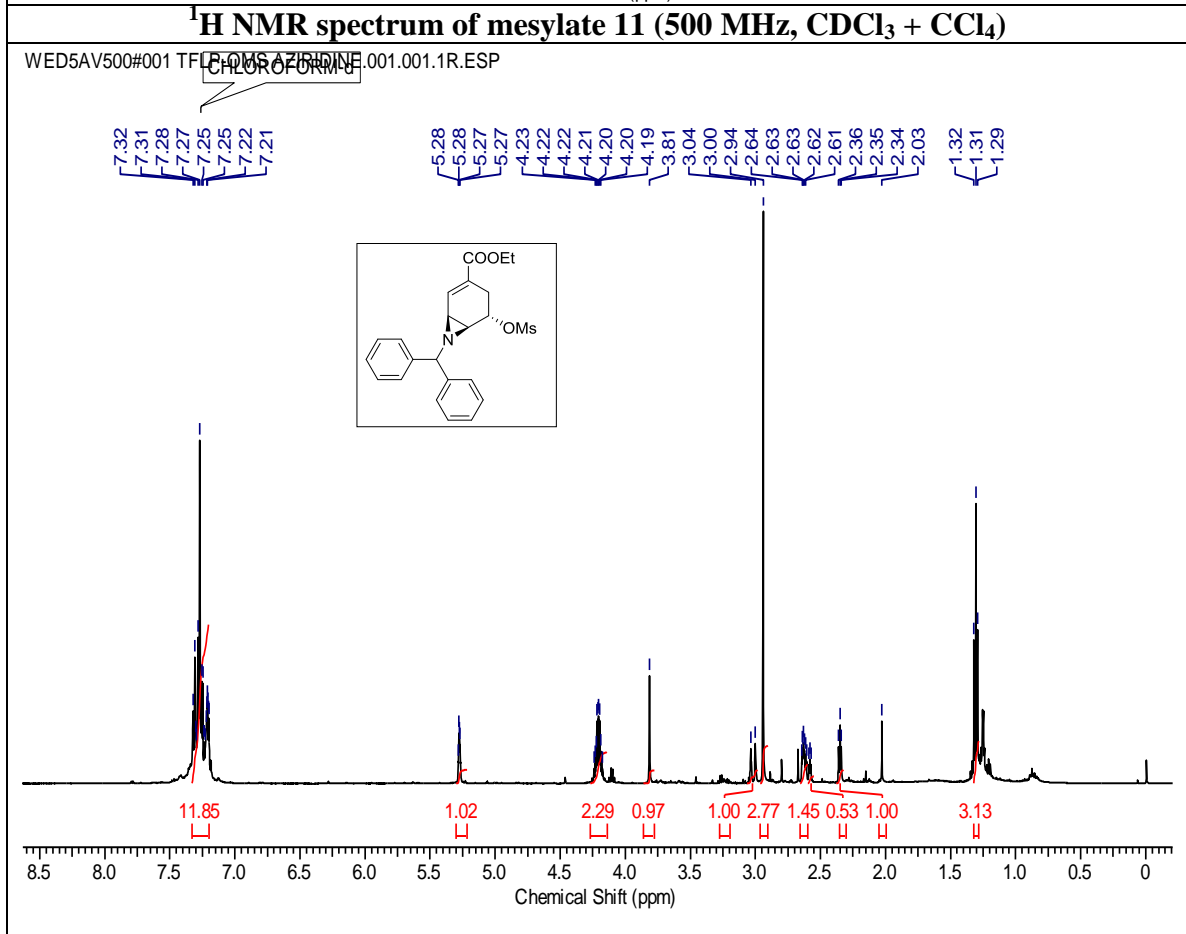 ¹H NMR spectrum of mesylate 11 (500 MHz, CDCl₃ + CCl₄)
WED5AV500#001 TFLP-OMS AZIRIDINE.001.001.1R.ESP
CHLOROFORM-d
7.32 7.31 7.28 7.27 7.25 7.25 7.22 7.21 5.28 5.28 5.27 5.27 4.23 4.22 4.22 4.21 4.20 4.20 4.19 3.81 3.04 3.00 2.94 2.64 2.63 2.63 2.62 2.61 2.36 2.35 2.34 2.03 1.32 1.31 1.29
COOEt
OMs
N
11.85 1.02 2.29 0.97 1.00 2.77 1.45 0.53 1.00 3.13
8.5 8.0 7.5 7.0 6.5 6.0 5.5 5.0 4.5 4.0 3.5 3.0 2.5 2.0 1.5 1.0 0.5 0
Chemical Shift (ppm)